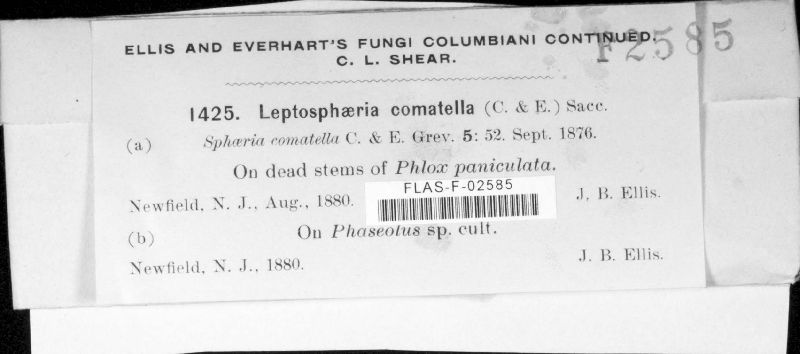 ELLIS AND EVERHART'S FUNGI COLUMBIANI CONTINUED.
C. L. SHEAR.
F2585
1425. Leptosphæria comatella (C. & E.) Sacc.
(a) Sphæria comatella C. & E. Grev. 5: 52. Sept. 1876.
On dead stems of Phlox paniculata.
Newfield, N. J., Aug., 1880. J. B. Ellis.
FLAS-F-02585
(b) On Phaseolus sp. cult.
Newfield, N. J., 1880. J. B. Ellis.